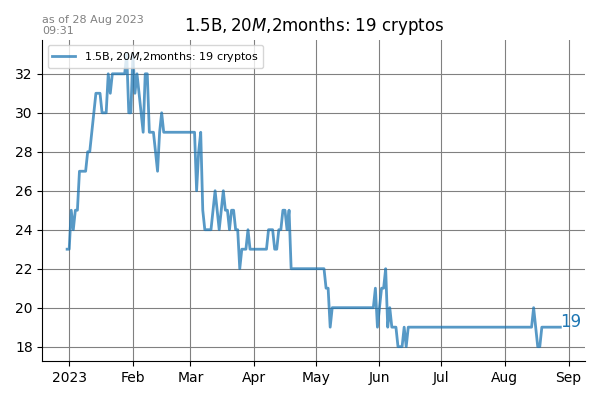 as of 28 Aug 2023
09:31
1.5B, 20M,2months: 19 cryptos
1.5B, 20M,2months: 19 cryptos
32
30
28
26
24
22
20
18
19
2023
Feb
Mar
Apr
May
Jun
Jul
Aug
Sep